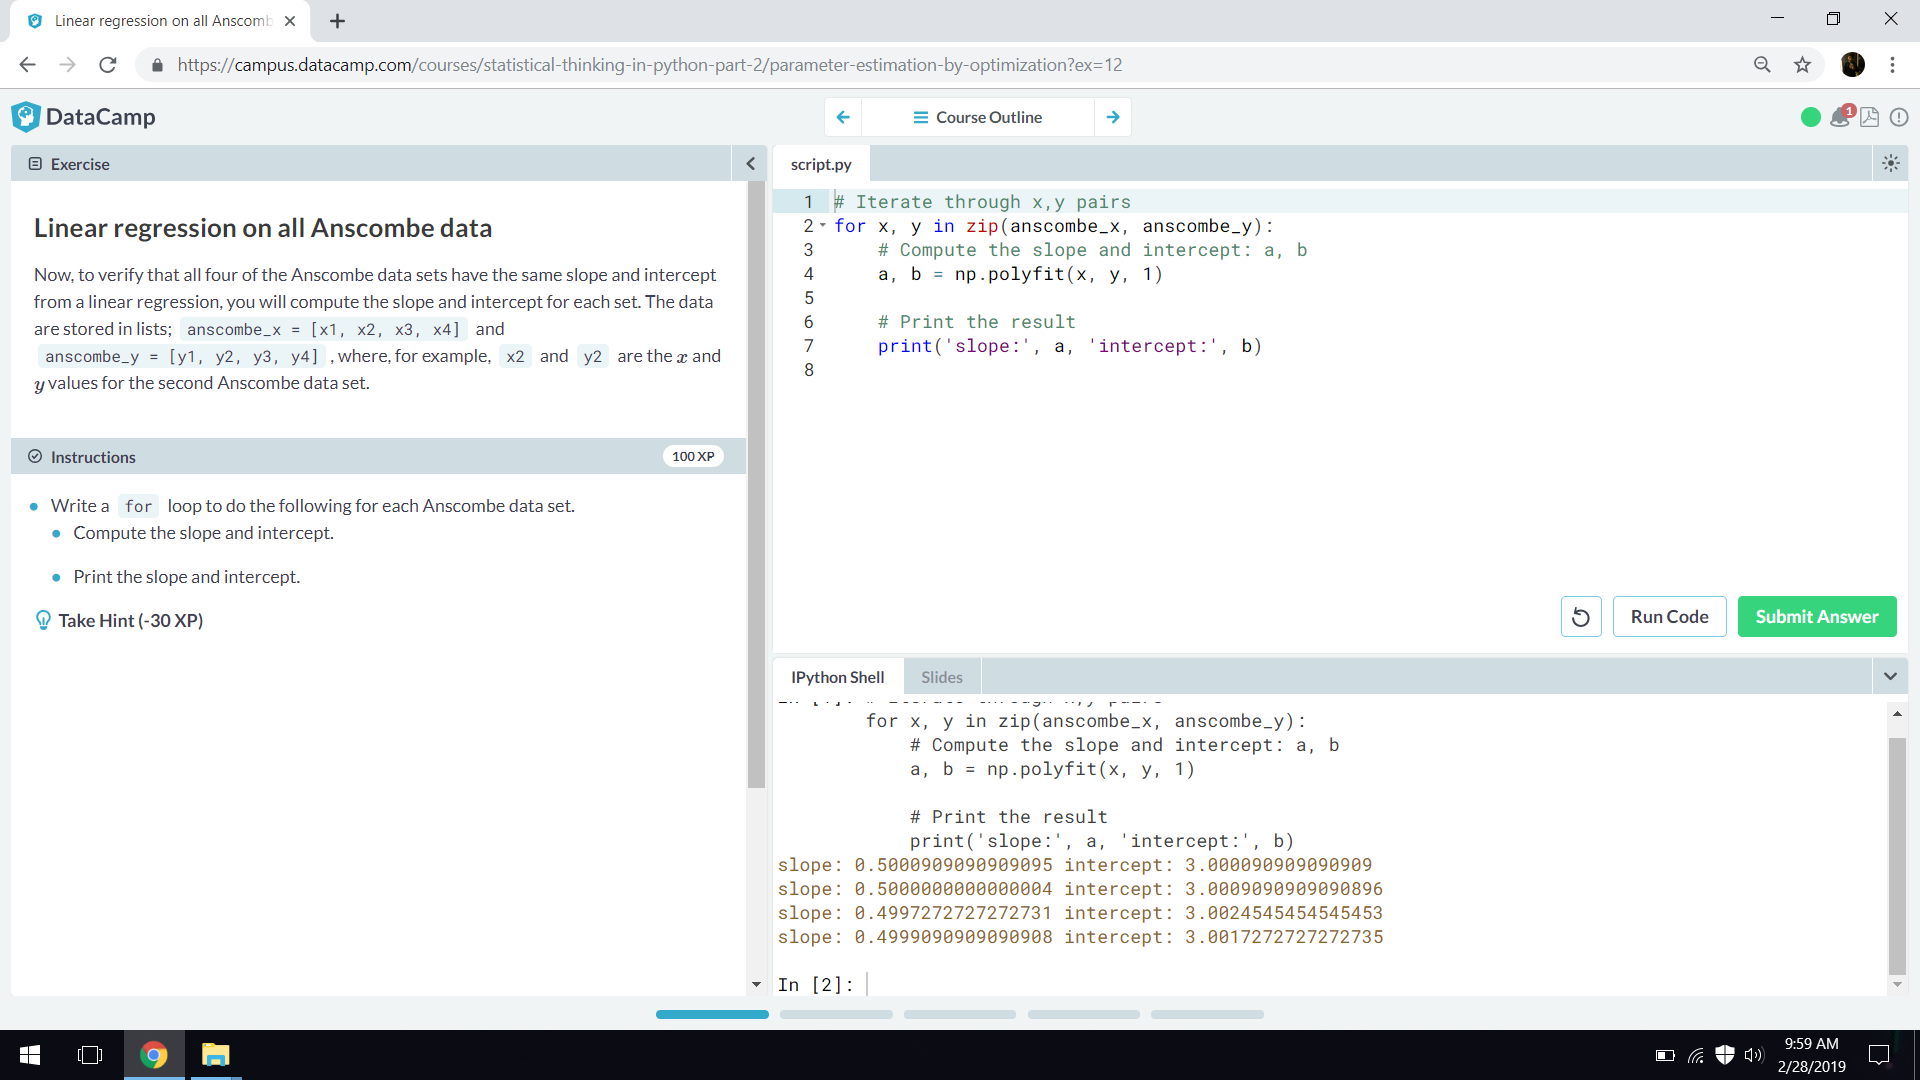 Linear regression on all Anscomb
https://campus.datacamp.com/courses/statistical-thinking-in-python-part-2/parameter-estimation-by-optimization?ex=12
DataCamp
Course Outline
1
Exercise
Linear regression on all Anscombe data
Now, to verify that all four of the Anscombe data sets have the same slope and intercept
from a linear regression, you will compute the slope and intercept for each set. The data
are stored in lists; anscombe_x = [x1, x2, x3, x4] and
anscombe_y = [y1, y2, y3, y4] , where, for example, x2 and y2 are the x and
y values for the second Anscombe data set.
Instructions
100 XP
Write a for loop to do the following for each Anscombe data set.
Compute the slope and intercept.
Print the slope and intercept.
Take Hint (-30 XP)
script.py
1 # Iterate through x,y pairs
2 for x, y in zip(anscombe_x, anscombe_y):
3     # Compute the slope and intercept: a, b
4     a, b = np.polyfit(x, y, 1)
5
6     # Print the result
7     print('slope:', a, 'intercept:', b)
8
Run Code
Submit Answer
IPython Shell
Slides
In [1]: # Iterate through x,y pairs
for x, y in zip(anscombe_x, anscombe_y):
    # Compute the slope and intercept: a, b
    a, b = np.polyfit(x, y, 1)
    # Print the result
    print('slope:', a, 'intercept:', b)
slope: 0.5000909090909095 intercept: 3.000090909090909
slope: 0.5000000000000004 intercept: 3.0009090909090896
slope: 0.4997272727272731 intercept: 3.0024545454545453
slope: 0.4999090909090908 intercept: 3.0017272727272735
In [2]:
9:59 AM
2/28/2019